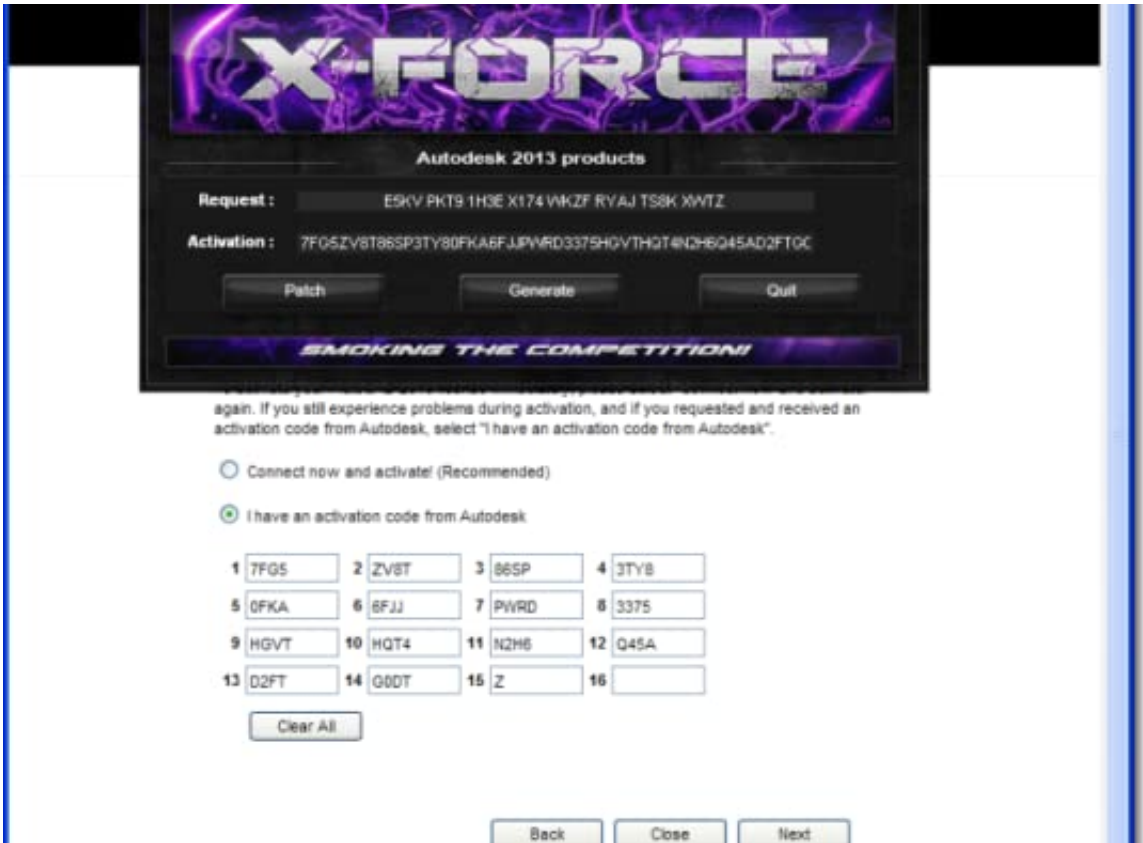 X-FORCE
Autodesk 2013 products
Request : ESKV PKT9 1H3E X174 WKZF RYAJ TS8K XWTZ
Activation : 7FG5ZV8T86SP3TY80FKA6FJJPWRD3375HGVTHQT4N2H6Q45AD2FTG
Patch Generate Quit
SMOKING THE COMPETITION!
again. If you still experience problems during activation, and if you requested and received an
activation code from Autodesk, select "I have an activation code from Autodesk".
Connect now and activate! (Recommended)
I have an activation code from Autodesk
1 7FG5 2 ZV8T 3 86SP 4 3TY8
5 0FKA 6 6FJJ 7 PWRD 8 3375
9 HGVT 10 HQT4 11 N2H6 12 Q45A
13 D2FT 14 G0DT 15 Z 16
Clear All
Back Close Next